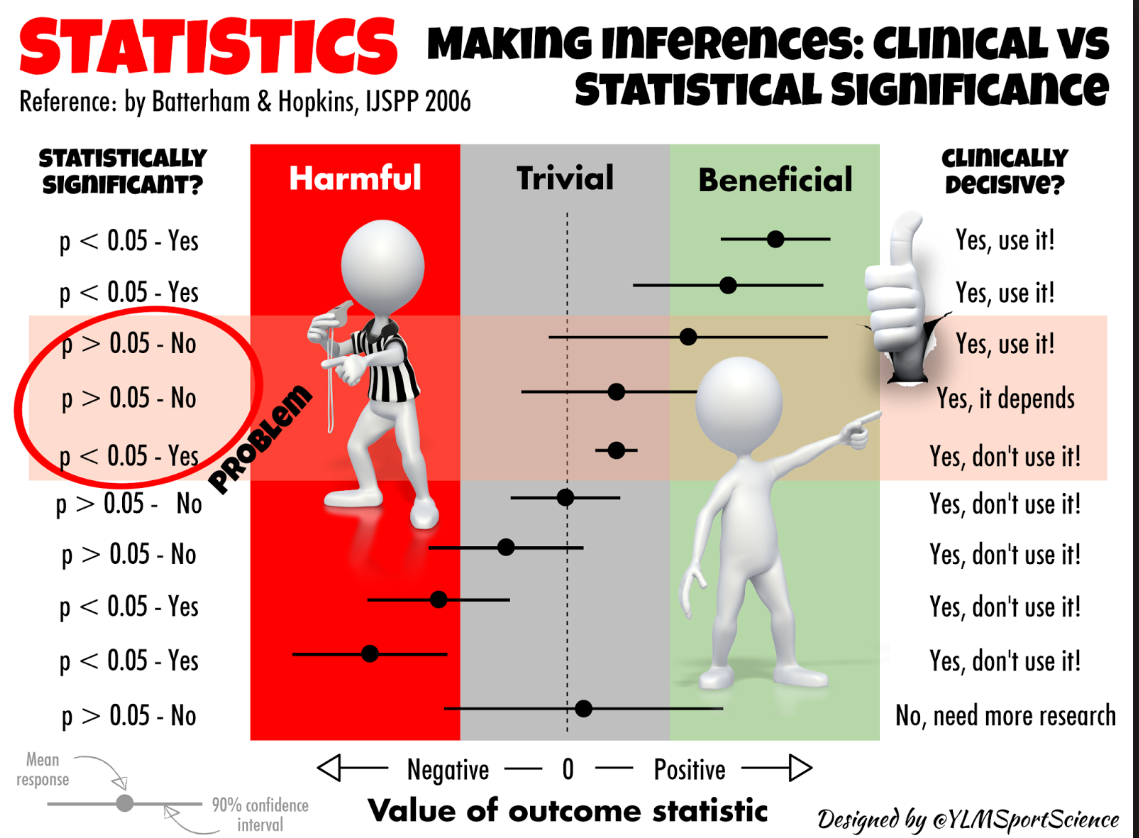 STATISTICS
MAKING INFERENCES: CLINICAL VS
STATISTICAL SIGNIFICANCE
Reference: by Batterham & Hopkins, IJSPP 2006
STATISTICALLY
SIGNIFICANT?
Harmful
Trivial
Beneficial
CLINICALLY
DECISIVE?
p < 0.05 - Yes
Yes, use it!
p < 0.05 - Yes
Yes, use it!
p > 0.05 - No
Yes, use it!
p > 0.05 - No
Yes, it depends
p < 0.05 - Yes
Yes, don't use it!
PROBLEM
p > 0.05 - No
Yes, don't use it!
p > 0.05 - No
Yes, don't use it!
p < 0.05 - Yes
Yes, don't use it!
p < 0.05 - Yes
Yes, don't use it!
p > 0.05 - No
No, need more research
Mean
response
90% confidence
interval
Negative — 0 — Positive
Value of outcome statistic
Designed by @YLMSportScience